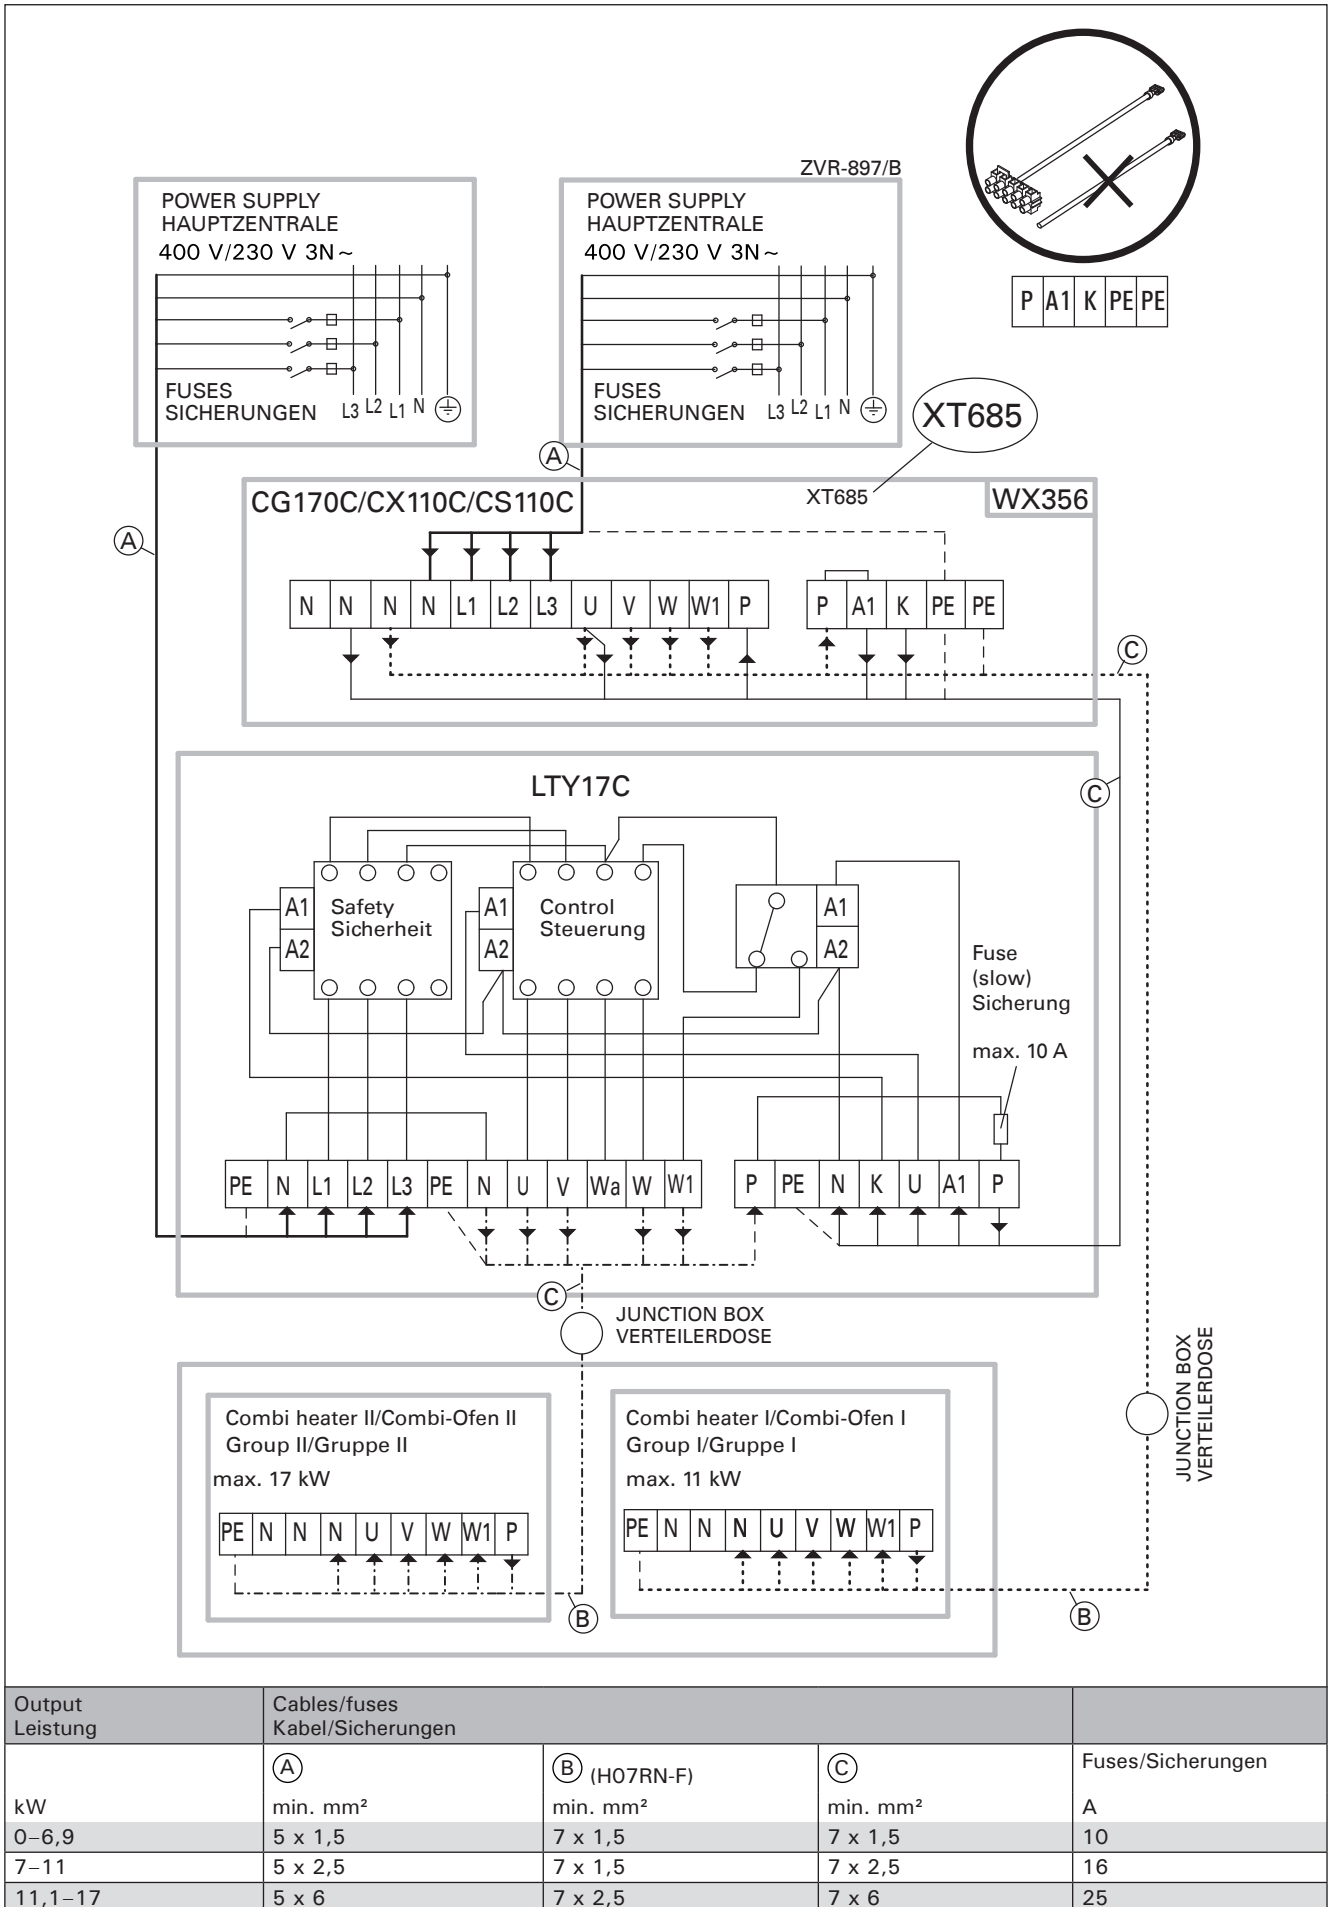 ZVR-897/B
POWER SUPPLY
HAUPTZENTRALE
400 V/230 V 3N~
FUSES
SICHERUNGEN
L3 L2 L1 N
POWER SUPPLY
HAUPTZENTRALE
400 V/230 V 3N~
FUSES
SICHERUNGEN
L3 L2 L1 N
P A1 K PE PE
XT685
A
A
CG170C/CX110C/CS110C
XT685
WX356
N N N N L1 L2 L3 U V W W1 P
P A1 K PE PE
C
LTY17C
C
A1
A2
Safety
Sicherheit
A1
A2
Control
Steuerung
A1
A2
Fuse
(slow)
Sicherung
max. 10 A
PE N L1 L2 L3 PE N U V Wa W W1
P PE N K U A1 P
C
JUNCTION BOX
VERTEILERDOSE
JUNCTION BOX
VERTEILERDOSE
Combi heater II/Combi-Ofen II
Group II/Gruppe II
max. 17 kW
PE N N N U V W W1 P
B
Combi heater I/Combi-Ofen I
Group I/Gruppe I
max. 11 kW
PE N N N U V W W1 P
B
Output
Leistung
Cables/fuses
Kabel/Sicherungen
A B (H07RN-F) C Fuses/Sicherungen
kW min. mm² min. mm² min. mm² A
0–6,9 5 x 1,5 7 x 1,5 7 x 1,5 10
7–11 5 x 2,5 7 x 1,5 7 x 2,5 16
11,1–17 5 x 6 7 x 2,5 7 x 6 25